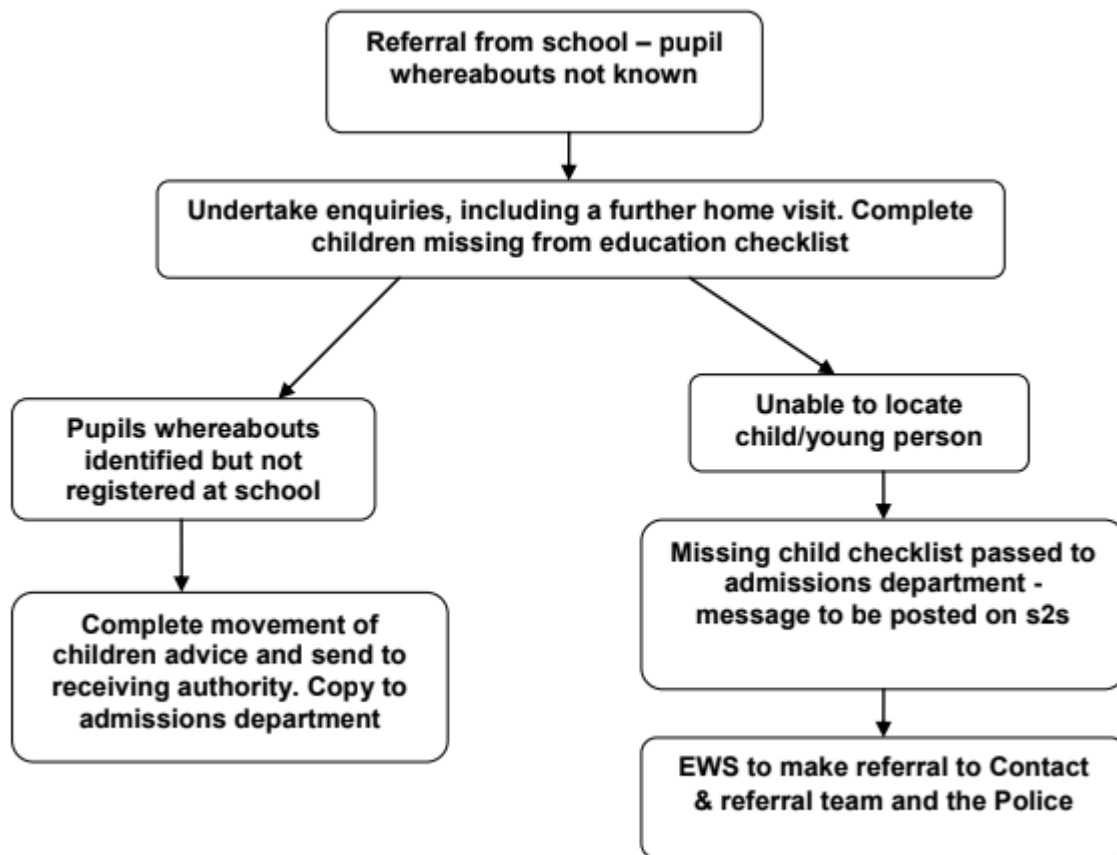 Referral from school – pupil
whereabouts not known
Undertake enquiries, including a further home visit. Complete
children missing from education checklist
Pupils whereabouts
identified but not
registered at school
Complete movement of
children advice and send to
receiving authority. Copy to
admissions department
Unable to locate
child/young person
Missing child checklist passed to
admissions department -
message to be posted on s2s
EWS to make referral to Contact
& referral team and the Police